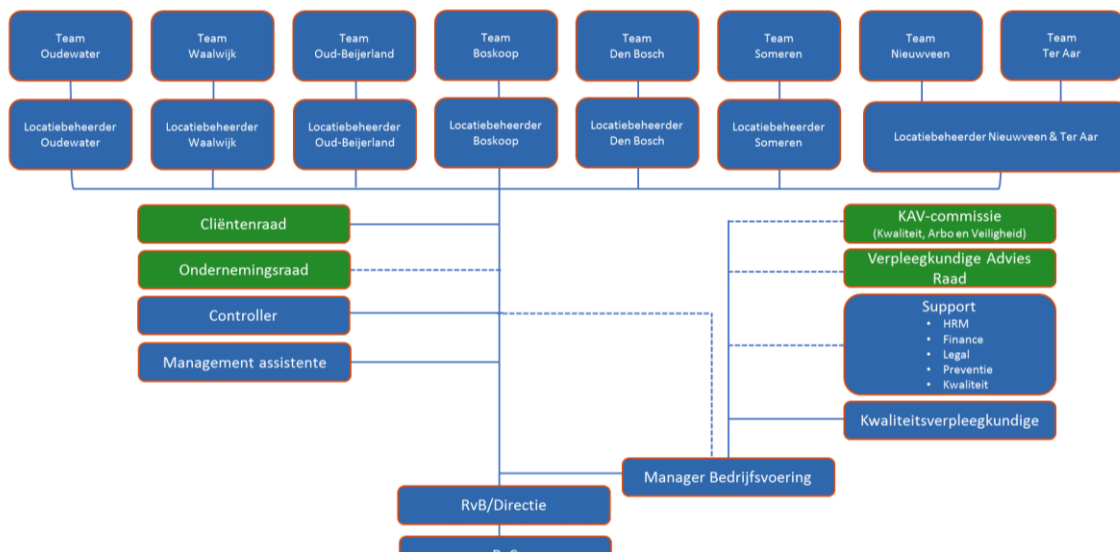 Team
Oudewater
Team
Waalwijk
Team
Oud-Beijerland
Team
Boskoop
Team
Den Bosch
Team
Someren
Team
Nieuwveen
Team
Ter Aar
Locatiebeheerder
Oudewater
Locatiebeheerder
Waalwijk
Locatiebeheerder
Oud-Beijerland
Locatiebeheerder
Boskoop
Locatiebeheerder
Den Bosch
Locatiebeheerder
Someren
Locatiebeheerder Nieuwveen & Ter Aar
Cliëntenraad
Ondernemingsraad
Controller
Management assistente
KAV-commissie
(Kwaliteit, Arbo en Veiligheid)
Verpleegkundige Advies
Raad
Support
• HRM
• Finance
• Legal
• Preventie
• Kwaliteit
Kwaliteitsverpleegkundige
Manager Bedrijfsvoering
RvB/Directie